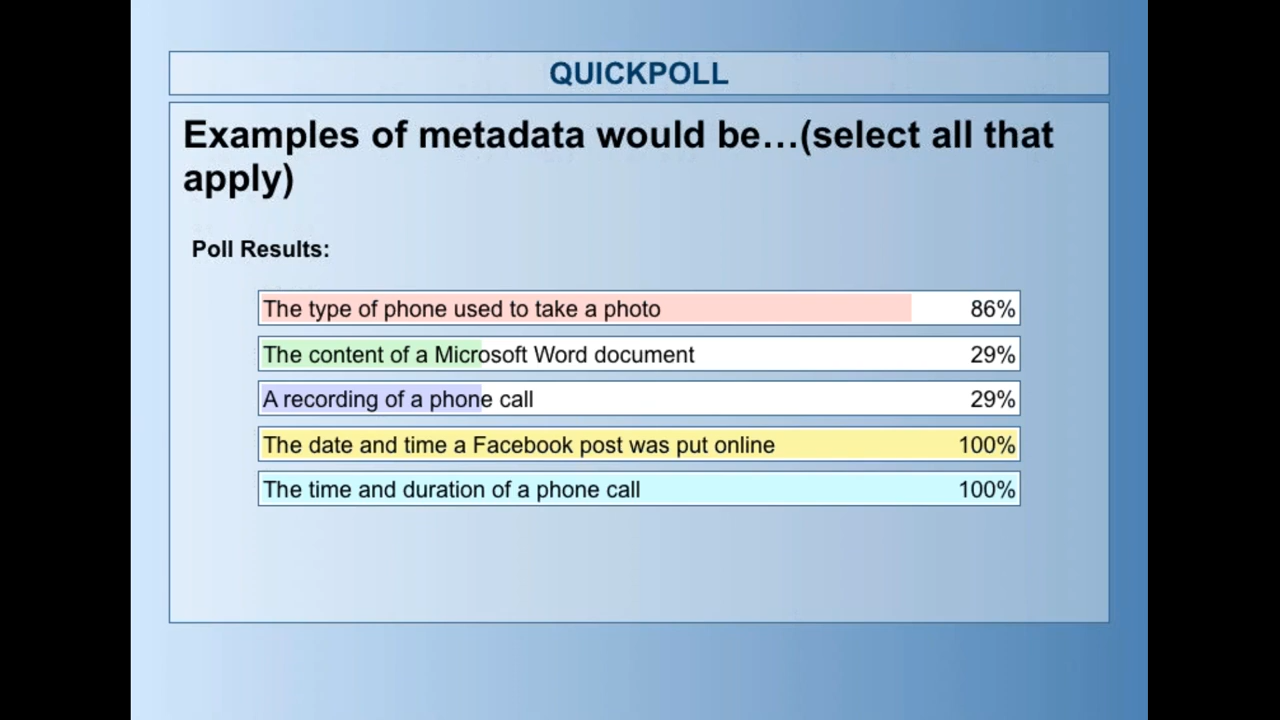 QUICKPOLL
Examples of metadata would be…(select all that
apply)
Poll Results:
The type of phone used to take a photo 86%
The content of a Microsoft Word document 29%
A recording of a phone call 29%
The date and time a Facebook post was put online 100%
The time and duration of a phone call 100%